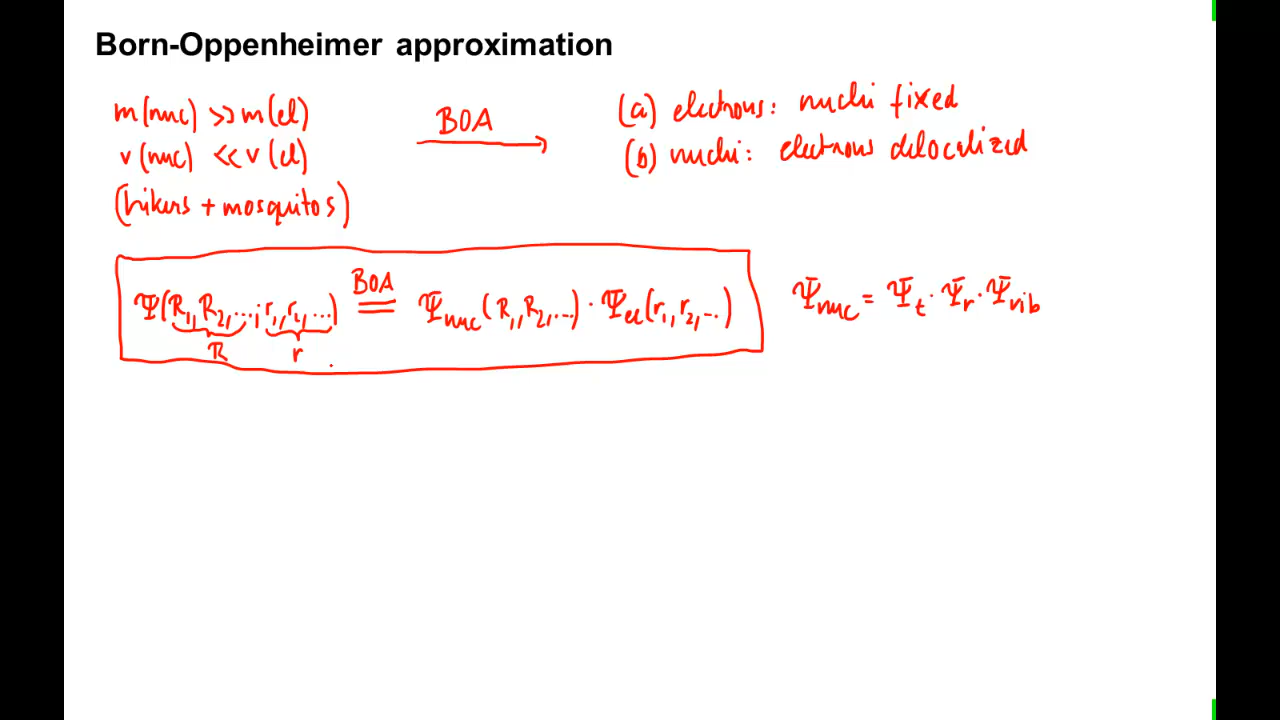 Born-Oppenheimer approximation
m(nuc) >> m(el)
v(nuc) << v(el)
(hikers + mosquitos)
BOA
(a) electrons: nuclei fixed
(b) nuclei: electrons delocalized
Ψ(R₁, R₂, ...; r₁, r₂, ...) BOA = Ψnuc(R₁, R₂, ...) · Ψel(r₁, r₂, ..)
R r
Ψnuc = Ψt · Ψr · Ψvib